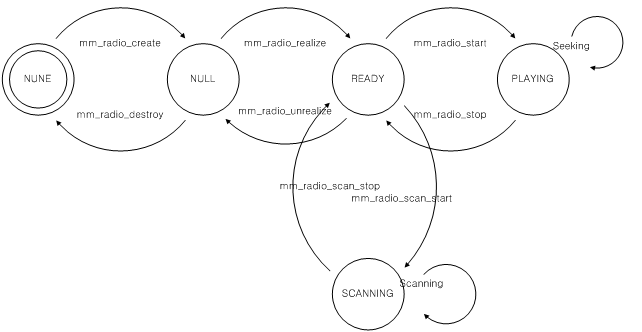 mm_radio_create
mm_radio_realize
mm_radio_start
Seeking
NUNE
NULL
READY
PLAYING
mm_radio_destroy
mm_radio_unrealize
mm_radio_stop
mm_radio_scan_stop
mm_radio_scan_start
Scanning
SCANNING